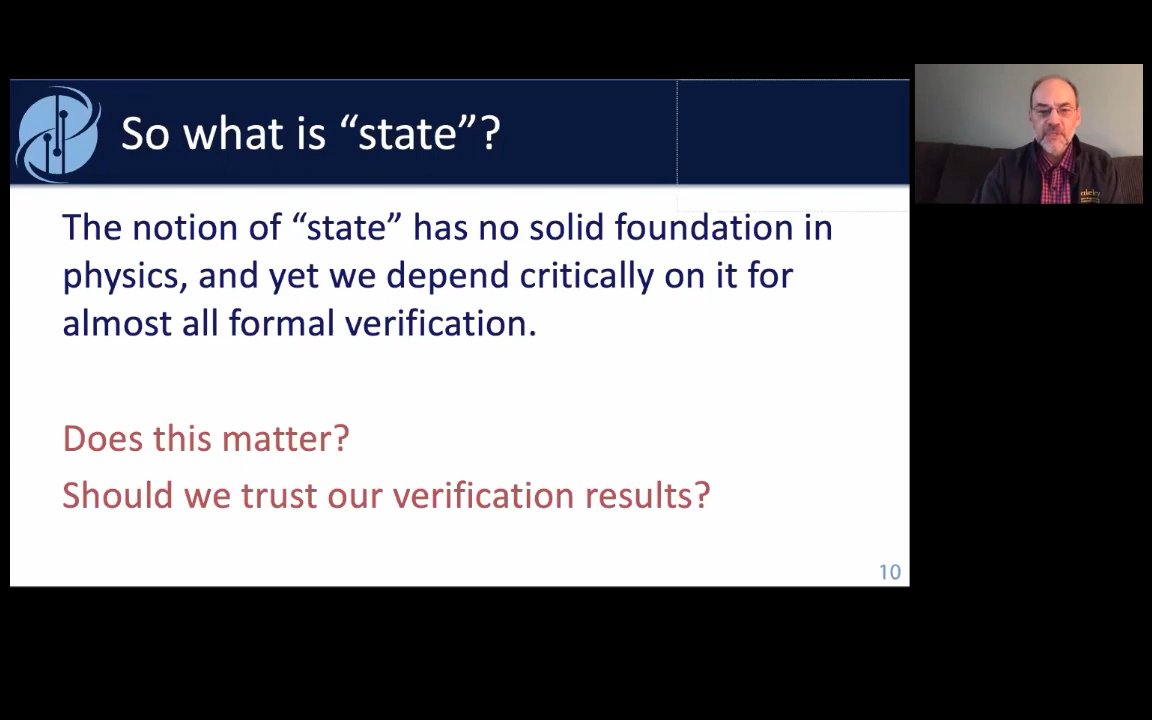 So what is “state”?
The notion of “state” has no solid foundation in
physics, and yet we depend critically on it for
almost all formal verification.
Does this matter?
Should we trust our verification results?
10